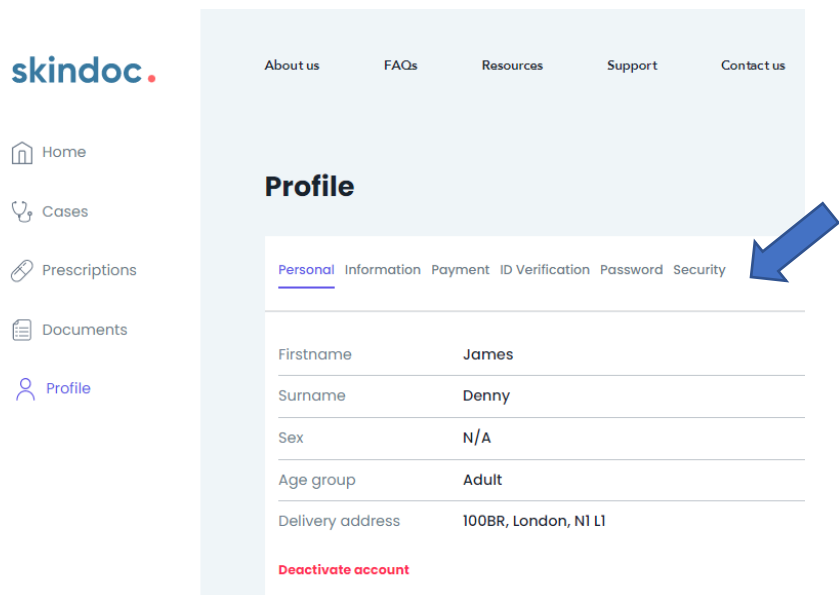 skindoc.
About us FAQs Resources Support Contact us
Home
Cases
Prescriptions
Documents
Profile
Profile
Personal Information Payment ID Verification Password Security
Firstname James
Surname Denny
Sex N/A
Age group Adult
Delivery address 100BR, London, N1 L1
Deactivate account